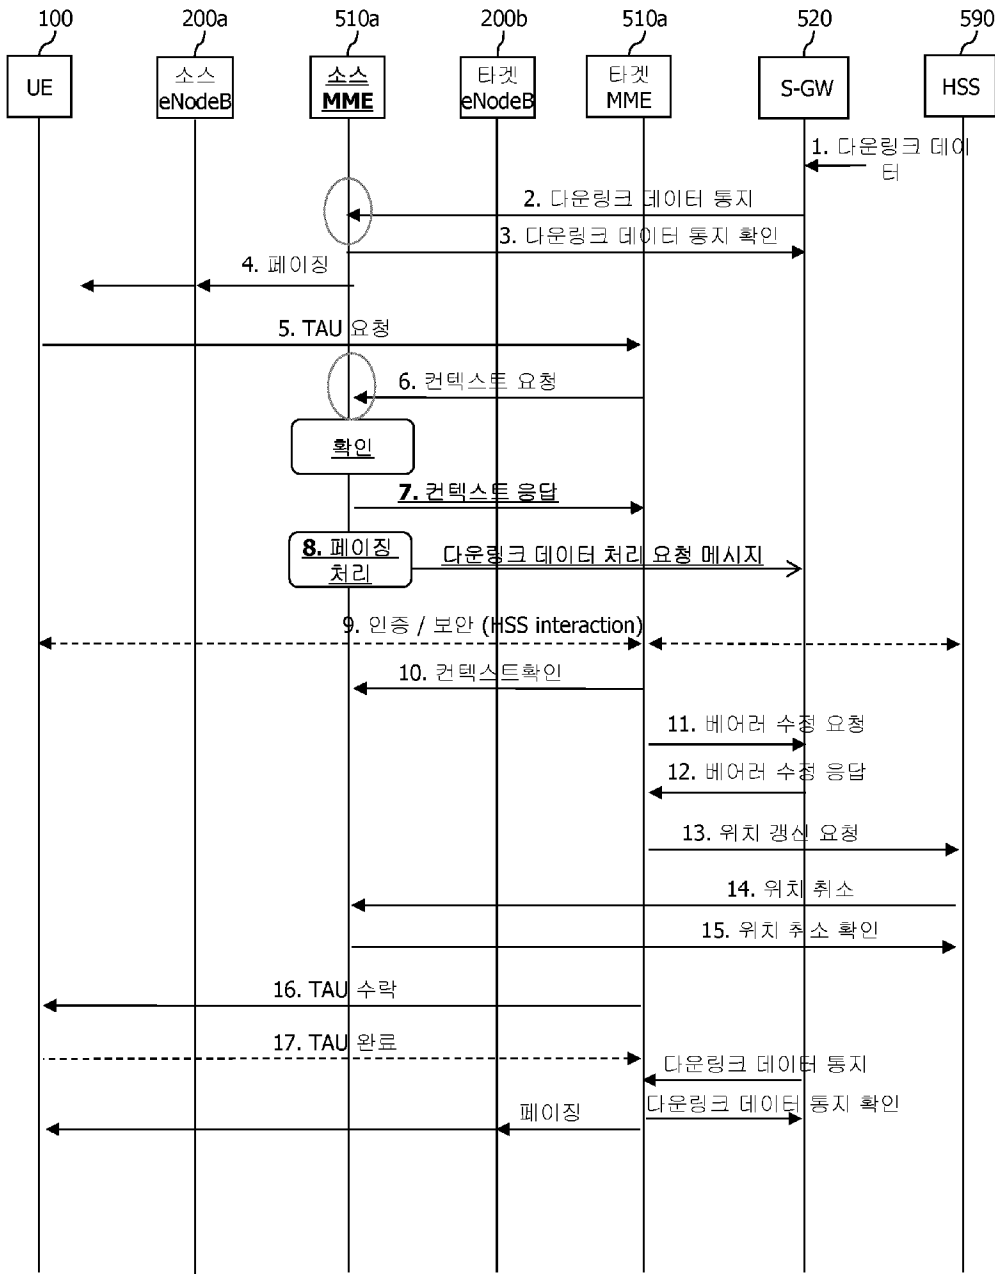 100
200a
510a
200b
510a
520
590
UE
소스
eNodeB
소스
MME
타겟
eNodeB
타겟
MME
S-GW
HSS
1. 다운링크 데이
터
2. 다운링크 데이터 통지
3. 다운링크 데이터 통지 확인
4. 페이징
5. TAU 요청
6. 컨텍스트 요청
확인
7. 컨텍스트 응답
8. 페이징
처리
다운링크 데이터 처리 요청 메시지
9. 인증 / 보안 (HSS interaction)
10. 컨텍스트확인
11. 베어러 수정 요청
12. 베어러 수정 응답
13. 위치 갱신 요청
14. 위치 취소
15. 위치 취소 확인
16. TAU 수락
17. TAU 완료
다운링크 데이터 통지
다운링크 데이터 통지 확인
페이징